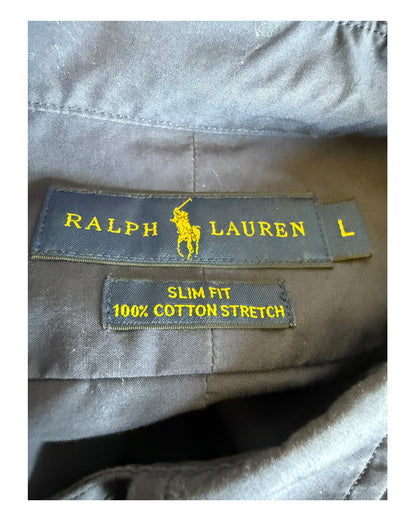 RALPH LAUREN L
SLIM FIT
100% COTTON STRETCH